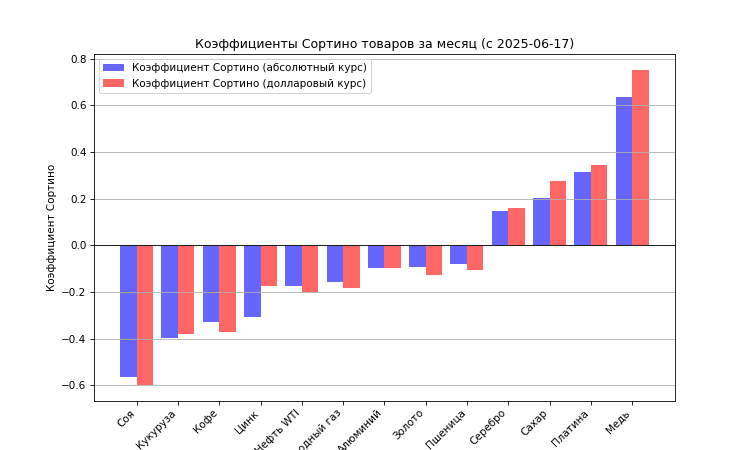 Коэффициенты Сортино товаров за месяц (с 2025-06-17)
Коэффициент Сортино (абсолютный курс)
Коэффициент Сортино (долларовый курс)
Коэффициент Сортино
0.8
0.6
0.4
0.2
0.0
−0.2
−0.4
−0.6
Соя
Кукуруза
Кофе
Цинк
Нефть WTI
газ
Алюминий
Золото
Пшеница
Серебро
Сахар
Платина
Медь